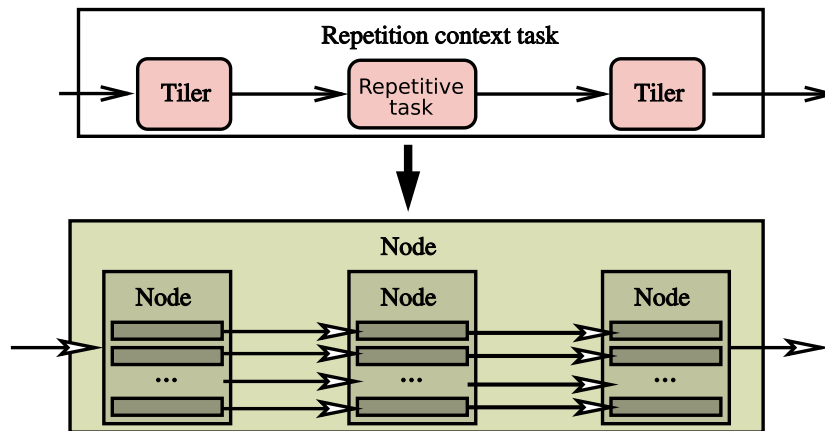 Repetition context task
Tiler
Repetitive
task
Tiler
Node
Node
Node
Node
...
...
...